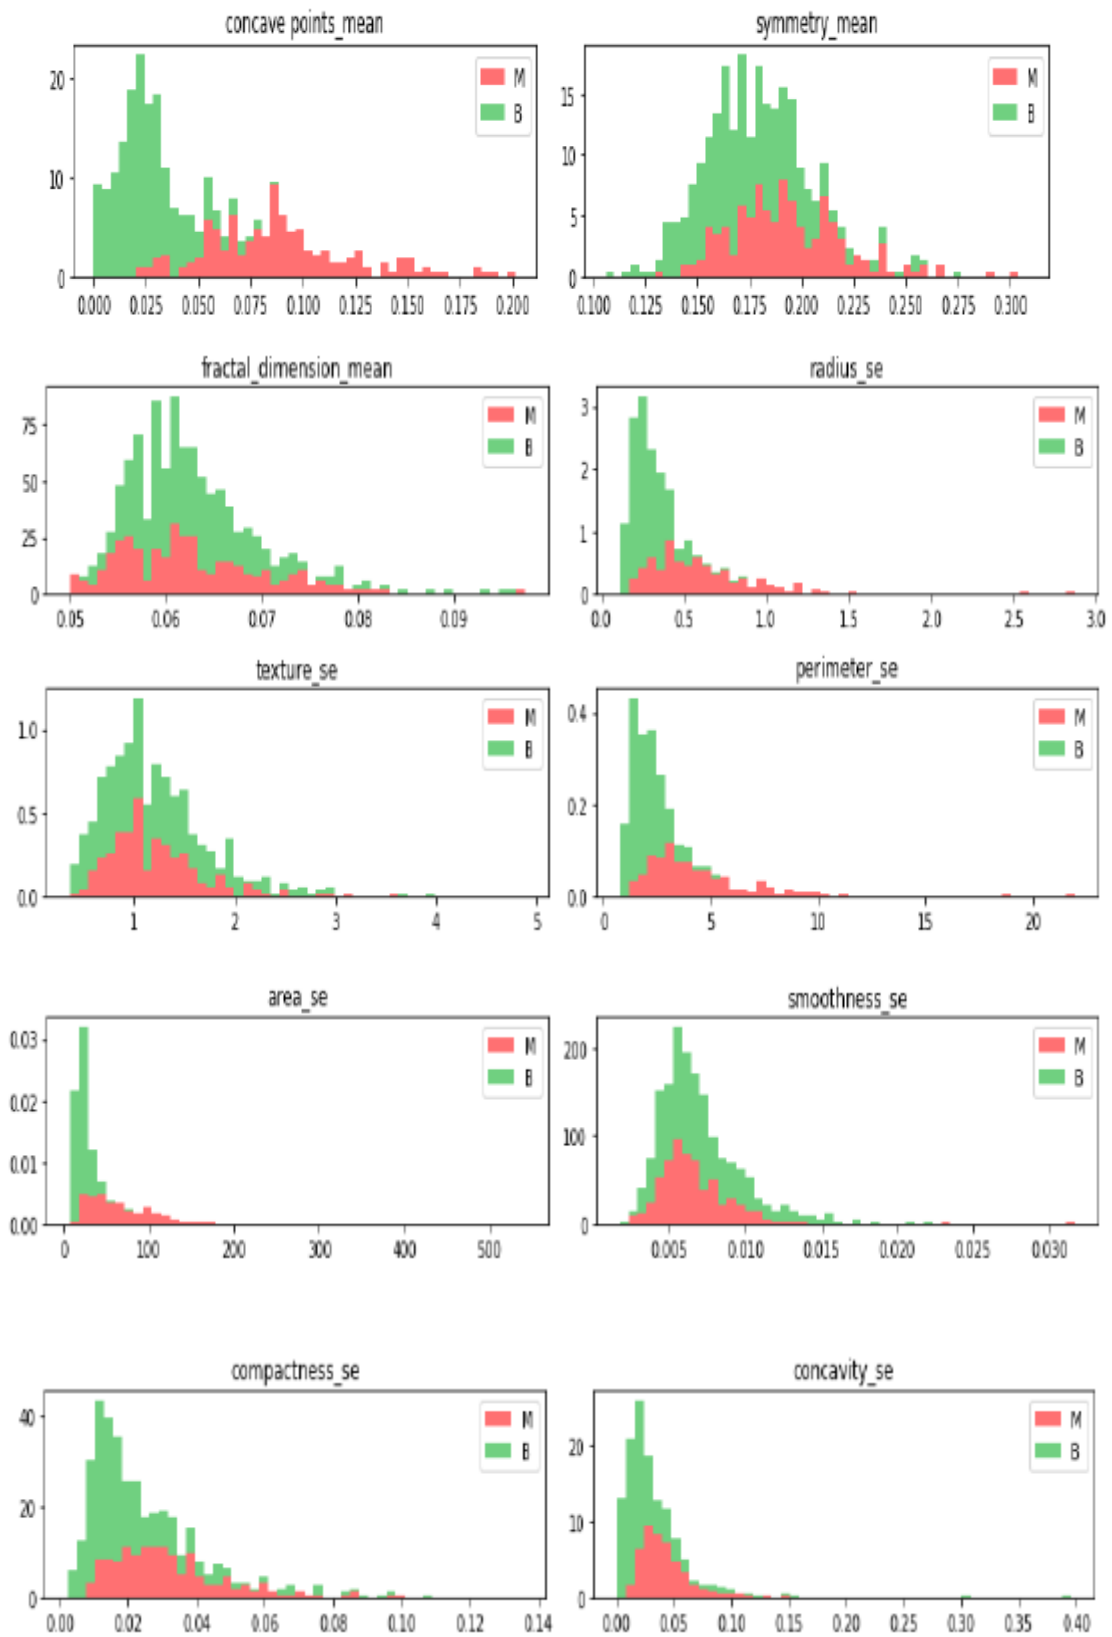 concave points_mean
symmetry_mean
20
10
0
M
B
15
10
5
0
M
B
0.000 0.025 0.050 0.075 0.100 0.125 0.150 0.175 0.200
0.100 0.125 0.150 0.175 0.200 0.225 0.250 0.275 0.300
fractal_dimension_mean
radius_se
75
50
25
0
M
B
3
2
1
0
M
B
0.05 0.06 0.07 0.08 0.09
0.0 0.5 1.0 1.5 2.0 2.5 3.0
texture_se
perimeter_se
1.0
0.5
0.0
M
B
0.4
0.2
0.0
M
B
1 2 3 4 5
0 5 10 15 20
area_se
smoothness_se
0.03
0.02
0.01
0.00
M
B
200
100
0
M
B
0 100 200 300 400 500
0.005 0.010 0.015 0.020 0.025 0.030
compactness_se
concavity_se
40
20
0
M
B
20
10
0
M
B
0.00 0.02 0.04 0.06 0.08 0.10 0.12 0.14
0.00 0.05 0.10 0.15 0.20 0.25 0.30 0.35 0.40